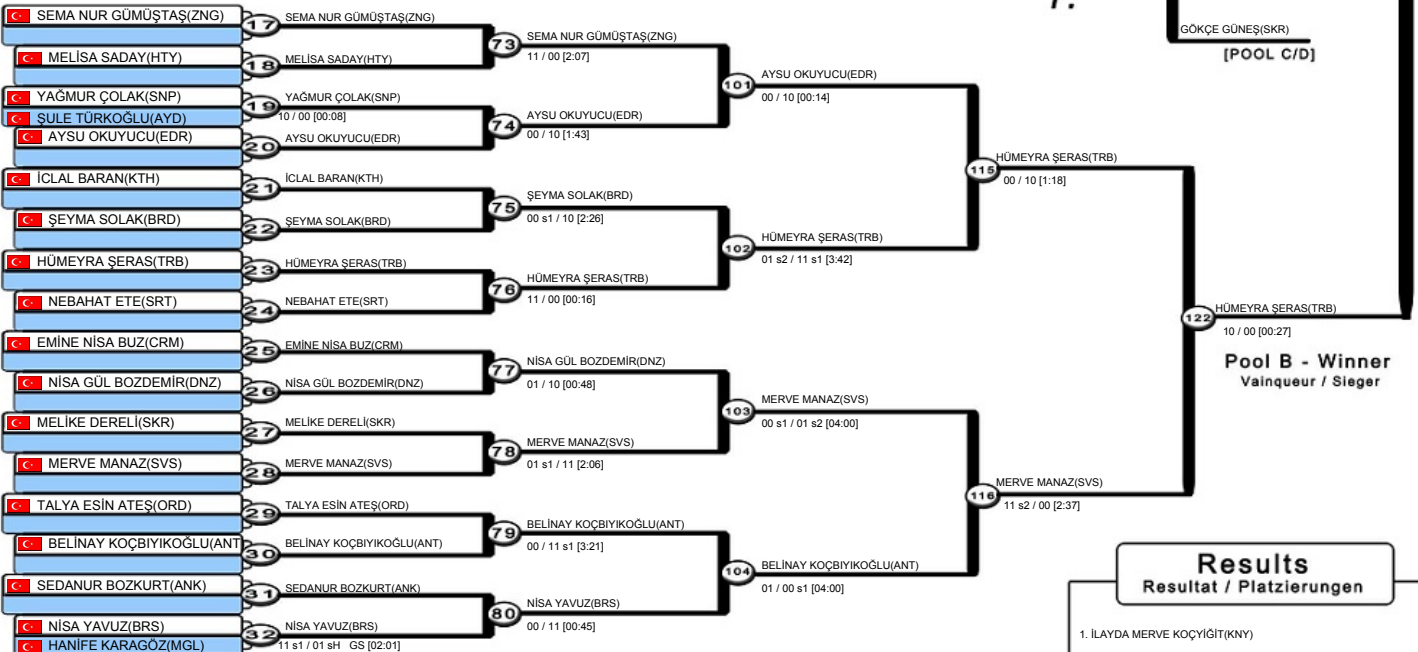 SEMA NUR GÜMÜŞTAŞ(ZNG)
MELİSA SADAY(HTY)
YAĞMUR ÇOLAK(SNP)
ŞULE TÜRKOĞLU(AYD)
AYSU OKUYUCU(EDR)
İCLAL BARAN(KTH)
ŞEYMA SOLAK(BRD)
HÜMEYRA ŞERAS(TRB)
NEBAHAT ETE(SRT)
EMİNE NİSA BUZ(CRM)
NİSA GÜL BOZDEMİR(DNZ)
MELİKE DERELİ(SKR)
MERVE MANAZ(SVS)
TALYA ESİN ATEŞ(ORD)
BELİNAY KOÇBIYIKOĞLU(ANT
SEDANUR BOZKURT(ANK)
NİSA YAVUZ(BRS)
HANİFE KARAGÖZ(MGL)
17 SEMA NUR GÜMÜŞTAŞ(ZNG)
18 MELİSA SADAY(HTY)
19 YAĞMUR ÇOLAK(SNP)
10 / 00 [00:08]
20 AYSU OKUYUCU(EDR)
21 İCLAL BARAN(KTH)
22 ŞEYMA SOLAK(BRD)
23 HÜMEYRA ŞERAS(TRB)
24 NEBAHAT ETE(SRT)
25 EMİNE NİSA BUZ(CRM)
26 NİSA GÜL BOZDEMİR(DNZ)
27 MELİKE DERELİ(SKR)
28 MERVE MANAZ(SVS)
29 TALYA ESİN ATEŞ(ORD)
30 BELİNAY KOÇBIYIKOĞLU(ANT)
31 SEDANUR BOZKURT(ANK)
32 NİSA YAVUZ(BRS)
11 s1 / 01 sH GS [02:01]
73 SEMA NUR GÜMÜŞTAŞ(ZNG)
11 / 00 [2:07]
74 AYSU OKUYUCU(EDR)
00 / 10 [1:43]
75 ŞEYMA SOLAK(BRD)
00 s1 / 10 [2:26]
76 HÜMEYRA ŞERAS(TRB)
11 / 00 [00:16]
77 NİSA GÜL BOZDEMİR(DNZ)
01 / 10 [00:48]
78 MERVE MANAZ(SVS)
01 s1 / 11 [2:06]
79 BELİNAY KOÇBIYIKOĞLU(ANT)
00 / 11 s1 [3:21]
80 NİSA YAVUZ(BRS)
00 / 11 [00:45]
101 AYSU OKUYUCU(EDR)
00 / 10 [00:14]
102 HÜMEYRA ŞERAS(TRB)
01 s2 / 11 s1 [3:42]
103 MERVE MANAZ(SVS)
00 s1 / 01 s2 [04:00]
104 BELİNAY KOÇBIYIKOĞLU(ANT)
01 / 00 s1 [04:00]
115 HÜMEYRA ŞERAS(TRB)
00 / 10 [1:18]
116 MERVE MANAZ(SVS)
11 s2 / 00 [2:37]
GÖKÇE GÜNEŞ(SKR)
[POOL C/D]
122 HÜMEYRA ŞERAS(TRB)
10 / 00 [00:27]
Pool B - Winner
Vainqueur / Sieger
Results
Resultat / Platzierungen
1. İLAYDA MERVE KOÇYİĞİT(KNY)